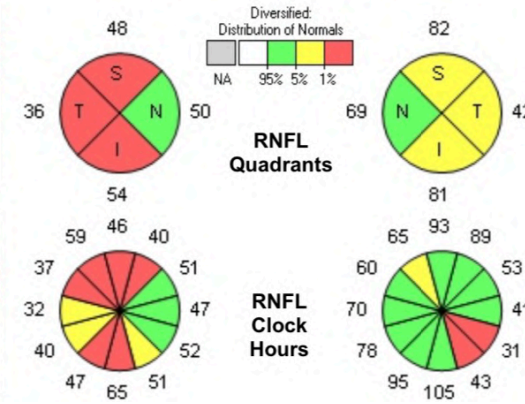 Diversified:
Distribution of Normals
NA 95% 5% 1%
48
82
S
S
36 T N 50
69 N T 42
I
I
54
81
RNFL
Quadrants
46
93
59 40
65 89
37 51
60 53
32 47
70
40 52
78 31
47 51
95 43
65
105
RNFL
Clock
Hours